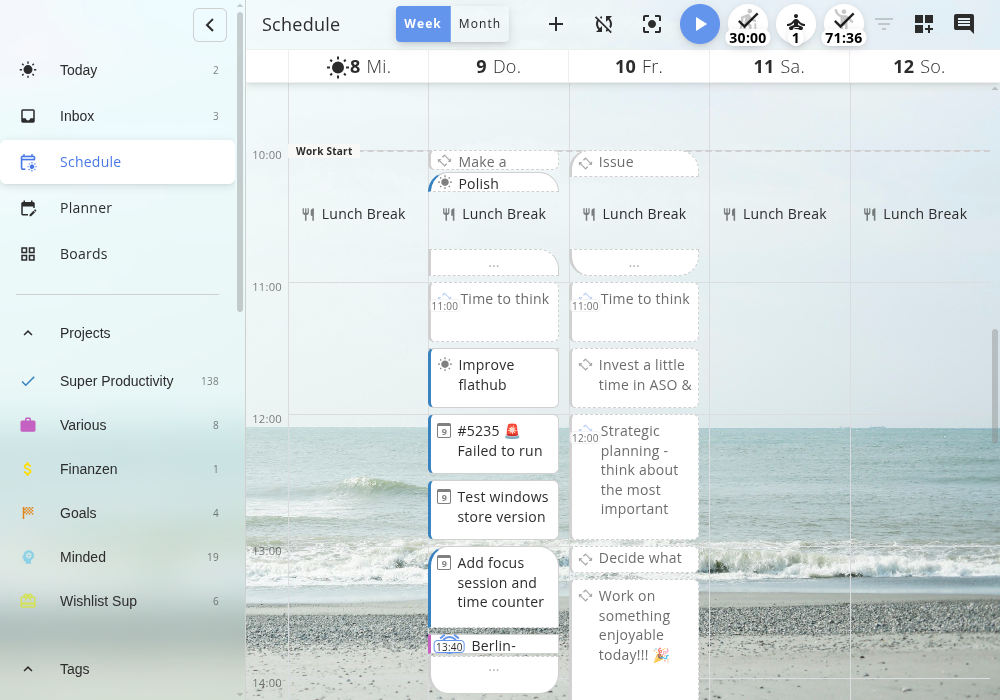 Schedule
Week
Month
30:00
1
71:36
Today
2
Inbox
3
Schedule
Planner
Boards
Projects
Super Productivity
138
Various
8
Finanzen
1
Goals
4
Minded
19
Wishlist Sup
6
Tags
8 Mi.
9 Do.
10 Fr.
11 Sa.
12 So.
10:00
Work Start
11:00
12:00
13:00
14:00
Lunch Break
Make a
Polish
Lunch Break
...
11:00
Time to think
Improve
flathub
9
#5235 🚨
Failed to run
9
Test windows
store version
9
Add focus
session and
time counter
13:40
Berlin-
...
Issue
Lunch Break
...
11:00
Time to think
Invest a little
time in ASO &
12:00
Strategic
planning -
think about
the most
important
Decide what
Work on
something
enjoyable
today!!! 🎉
Lunch Break
Lunch Break